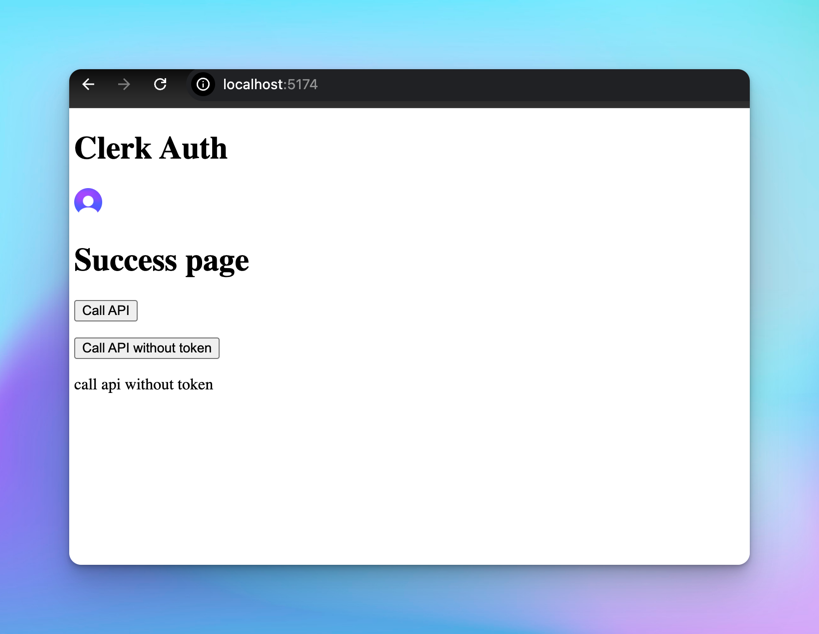 localhost:5174
Clerk Auth
Success page
Call API
Call API without token
call api without token